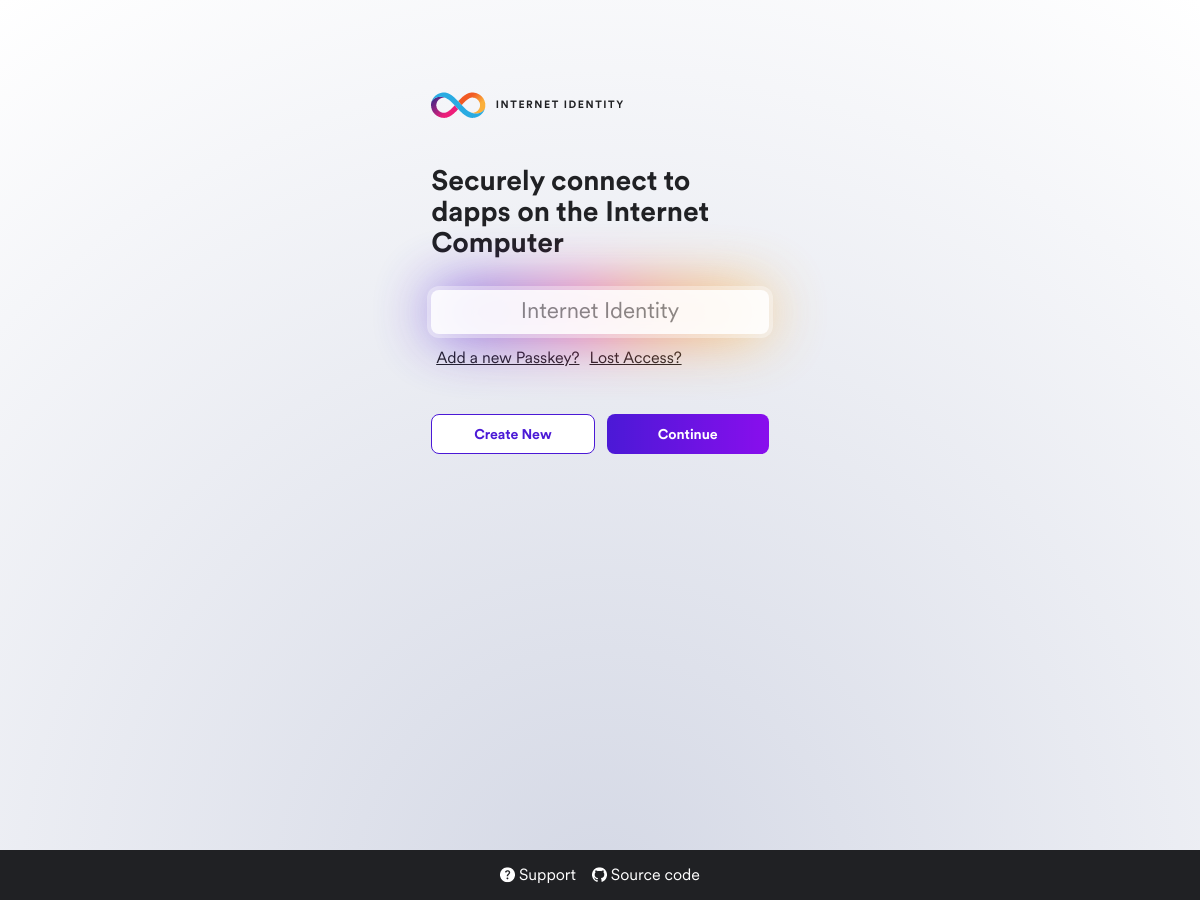 INTERNET IDENTITY
Securely connect to
dapps on the Internet
Computer
Internet Identity
Add a new Passkey? Lost Access?
Create New Continue
Support Source code